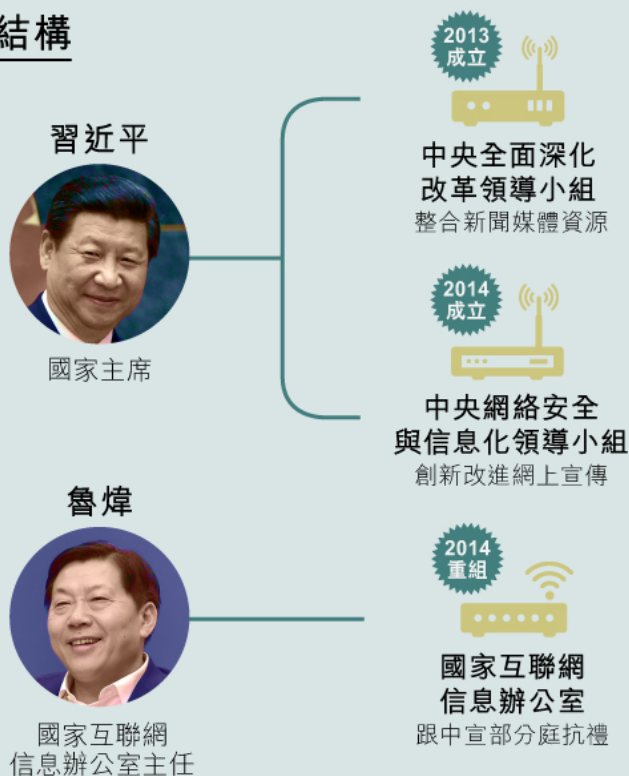 結構
習近平
國家主席
2013
成立
中央全面深化
改革領導小組
整合新聞媒體資源
2014
成立
中央網絡安全
與信息化領導小組
創新改進網上宣傳
魯煒
國家互聯網
信息辦公室主任
2014
重組
國家互聯網
信息辦公室
跟中宣部分庭抗禮